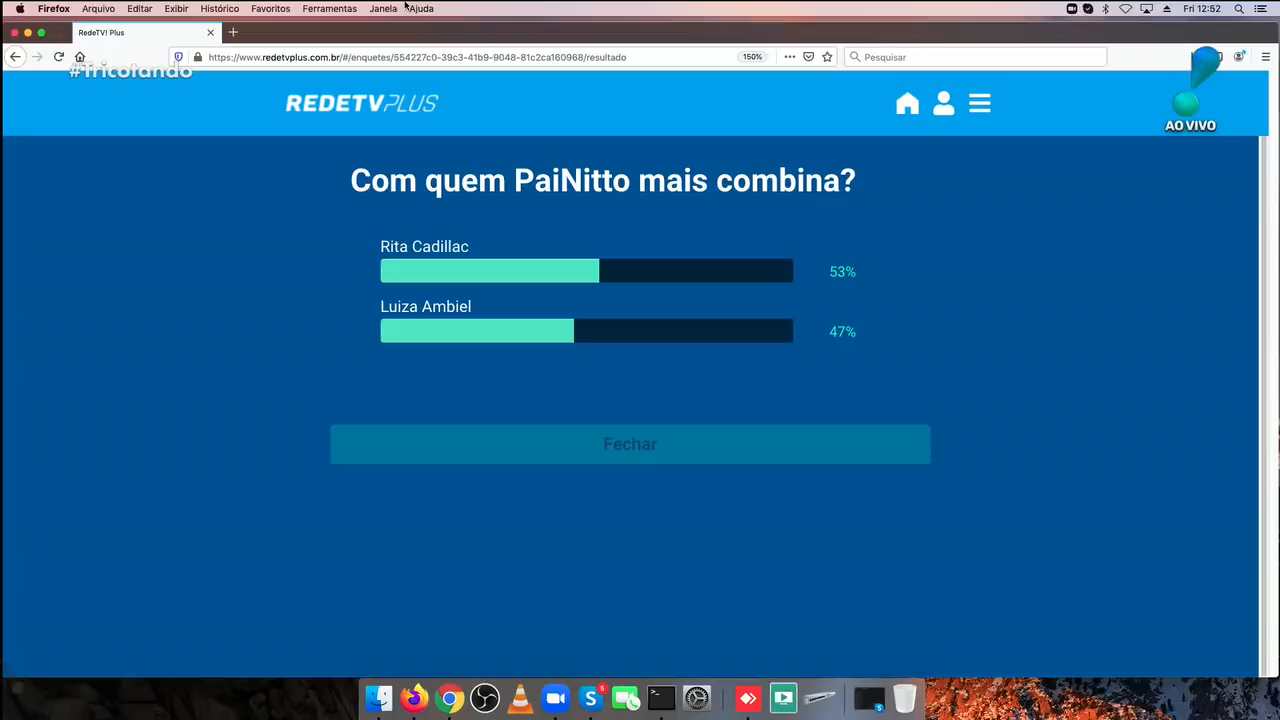 Firefox Arquivo Editar Exibir Histórico Favoritos Ferramentas Janela Ajuda Fri 12:52
RedeTV! Plus
https://www.redetvplus.com.br/#/enquetes/554227c0-39c3-41b9-9048-81c2ca160968/resultado 150% Pesquisar
#Tricotando
REDETVPLUS
AO VIVO
Com quem PaiNitto mais combina?
Rita Cadillac
53%
Luiza Ambiel
47%
Fechar
6